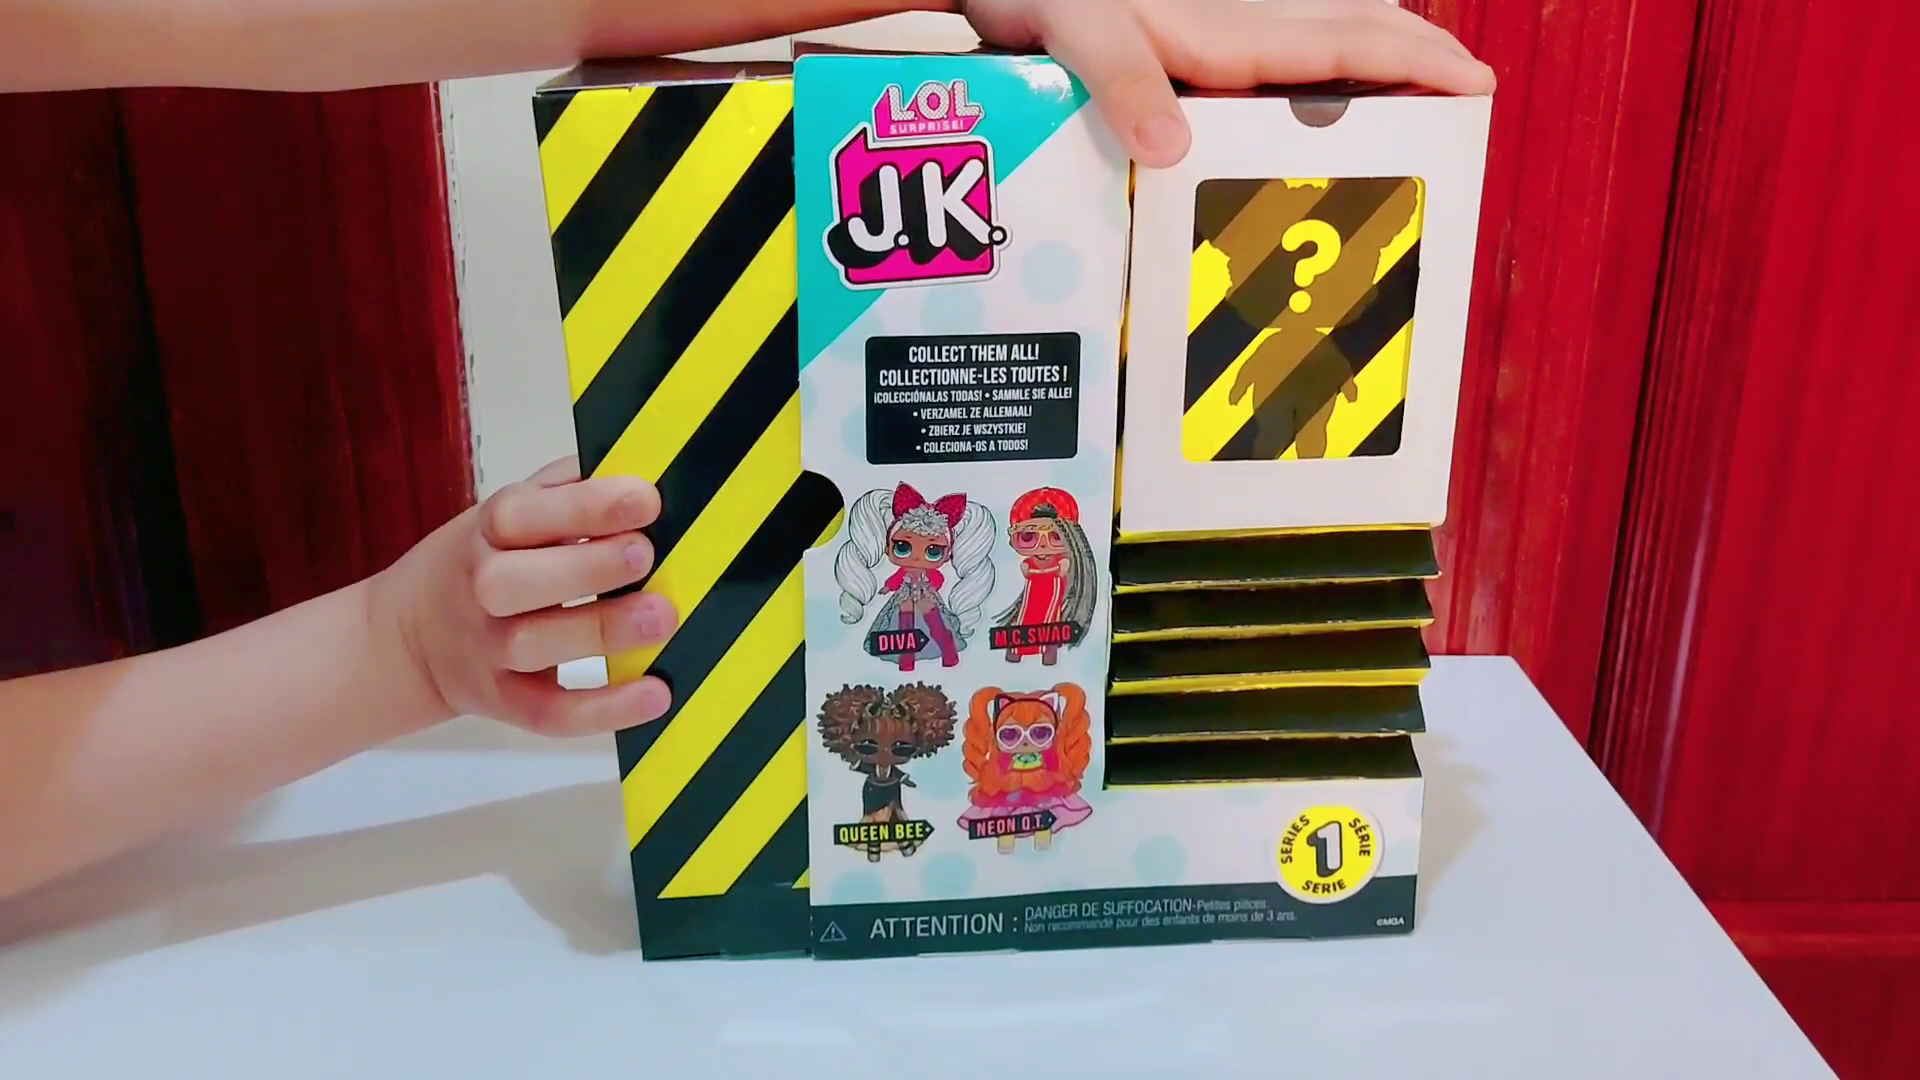 L.O.L.
SURPRISE!
J.K.
?
COLLECT THEM ALL!
COLLECTIONNE-LES TOUTES !
¡COLECCIÓNALAS TODAS! • SAMMLE SIE ALLE!
• VERZAMEL ZE ALLEMAAL!
• ZBIERZ JE WSZYSTKIE!
• COLECIONA-OS A TODOS!
DIVA
M.C. SWAG
QUEEN BEE
NEON Q.T.
SERIES 1 SÉRIE
SERIE
ATTENTION : DANGER DE SUFFOCATION-Petites pièces.
Non recommandé pour des enfants de moins de 3 ans.
©MGA